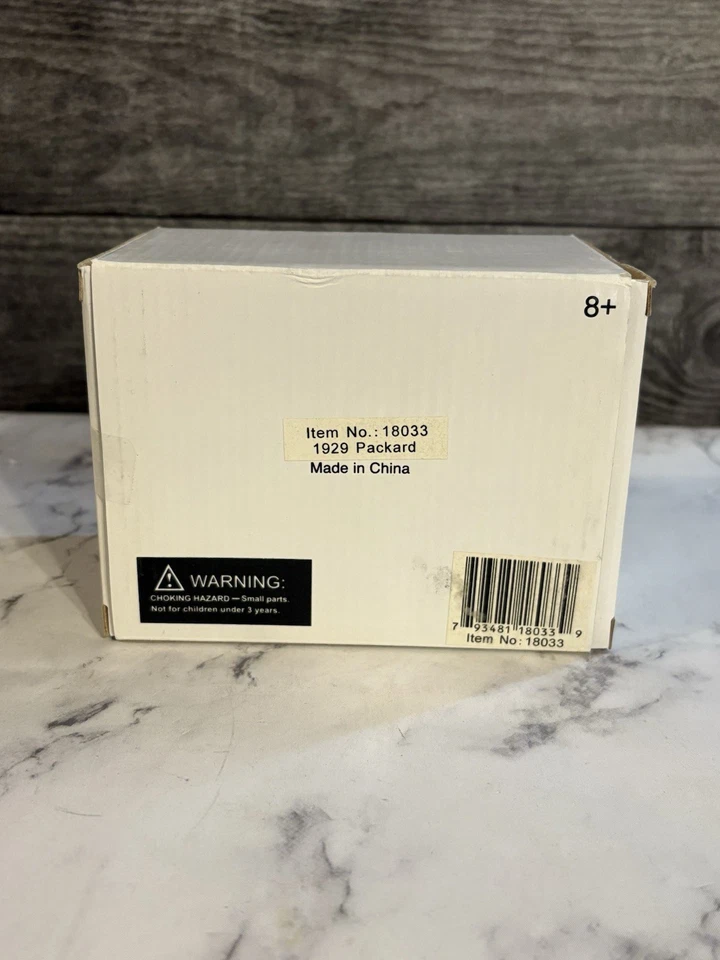 8+
Item No.: 18033
1929 Packard
Made in China
⚠ WARNING:
CHOKING HAZARD — Small parts.
Not for children under 3 years.
7 93481 18033 9
Item No: 18033